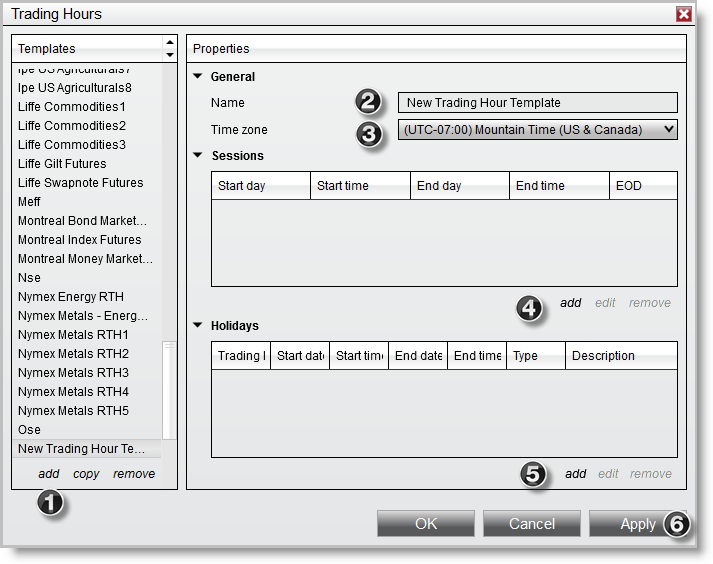 Trading Hours
Templates
Ipe US Agriculturals7
Ipe US Agriculturals8
Liffe Commodities1
Liffe Commodities2
Liffe Commodities3
Liffe Gilt Futures
Liffe Swapnote Futures
Meff
Montreal Bond Market...
Montreal Index Futures
Montreal Money Market...
Nse
Nymex Energy RTH
Nymex Metals - Energ...
Nymex Metals RTH1
Nymex Metals RTH2
Nymex Metals RTH3
Nymex Metals RTH4
Nymex Metals RTH5
Ose
New Trading Hour Te...
add copy remove
1
Properties
General
Name 2 New Trading Hour Template
Time zone 3 (UTC-07:00) Mountain Time (US & Canada)
Sessions
Start day Start time End day End time EOD
4 add edit remove
Holidays
Trading Start date Start time End date End time Type Description
5 add edit remove
OK Cancel Apply 6